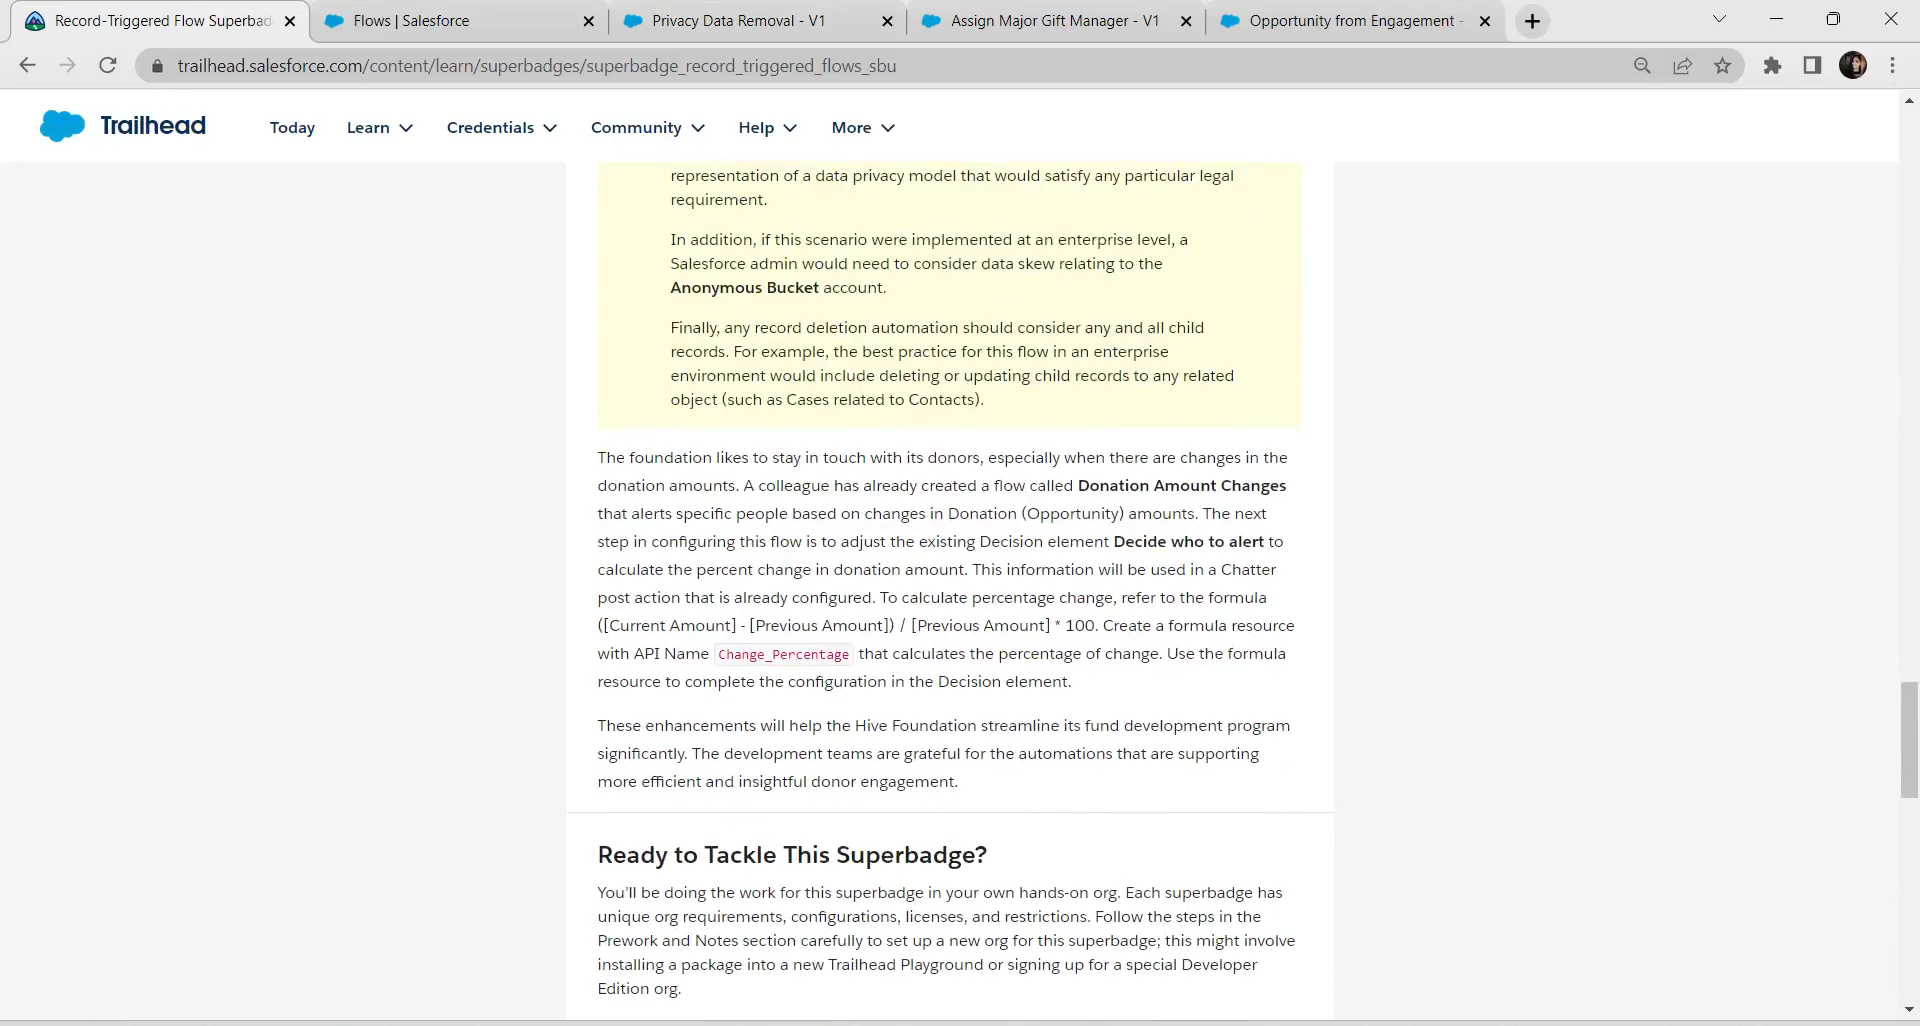 Record-Triggered Flow Superbad
Flows | Salesforce
Privacy Data Removal - V1
Assign Major Gift Manager - V1
Opportunity from Engagement -
trailhead.salesforce.com/content/learn/superbadges/superbadge_record_triggered_flows_sbu
Trailhead
Today
Learn
Credentials
Community
Help
More
representation of a data privacy model that would satisfy any particular legal
requirement.
In addition, if this scenario were implemented at an enterprise level, a
Salesforce admin would need to consider data skew relating to the
Anonymous Bucket account.
Finally, any record deletion automation should consider any and all child
records. For example, the best practice for this flow in an enterprise
environment would include deleting or updating child records to any related
object (such as Cases related to Contacts).
The foundation likes to stay in touch with its donors, especially when there are changes in the
donation amounts. A colleague has already created a flow called Donation Amount Changes
that alerts specific people based on changes in Donation (Opportunity) amounts. The next
step in configuring this flow is to adjust the existing Decision element Decide who to alert to
calculate the percent change in donation amount. This information will be used in a Chatter
post action that is already configured. To calculate percentage change, refer to the formula
([Current Amount] - [Previous Amount]) / [Previous Amount] * 100. Create a formula resource
with API Name Change_Percentage that calculates the percentage of change. Use the formula
resource to complete the configuration in the Decision element.
These enhancements will help the Hive Foundation streamline its fund development program
significantly. The development teams are grateful for the automations that are supporting
more efficient and insightful donor engagement.
Ready to Tackle This Superbadge?
You'll be doing the work for this superbadge in your own hands-on org. Each superbadge has
unique org requirements, configurations, licenses, and restrictions. Follow the steps in the
Prework and Notes section carefully to set up a new org for this superbadge; this might involve
installing a package into a new Trailhead Playground or signing up for a special Developer
Edition org.